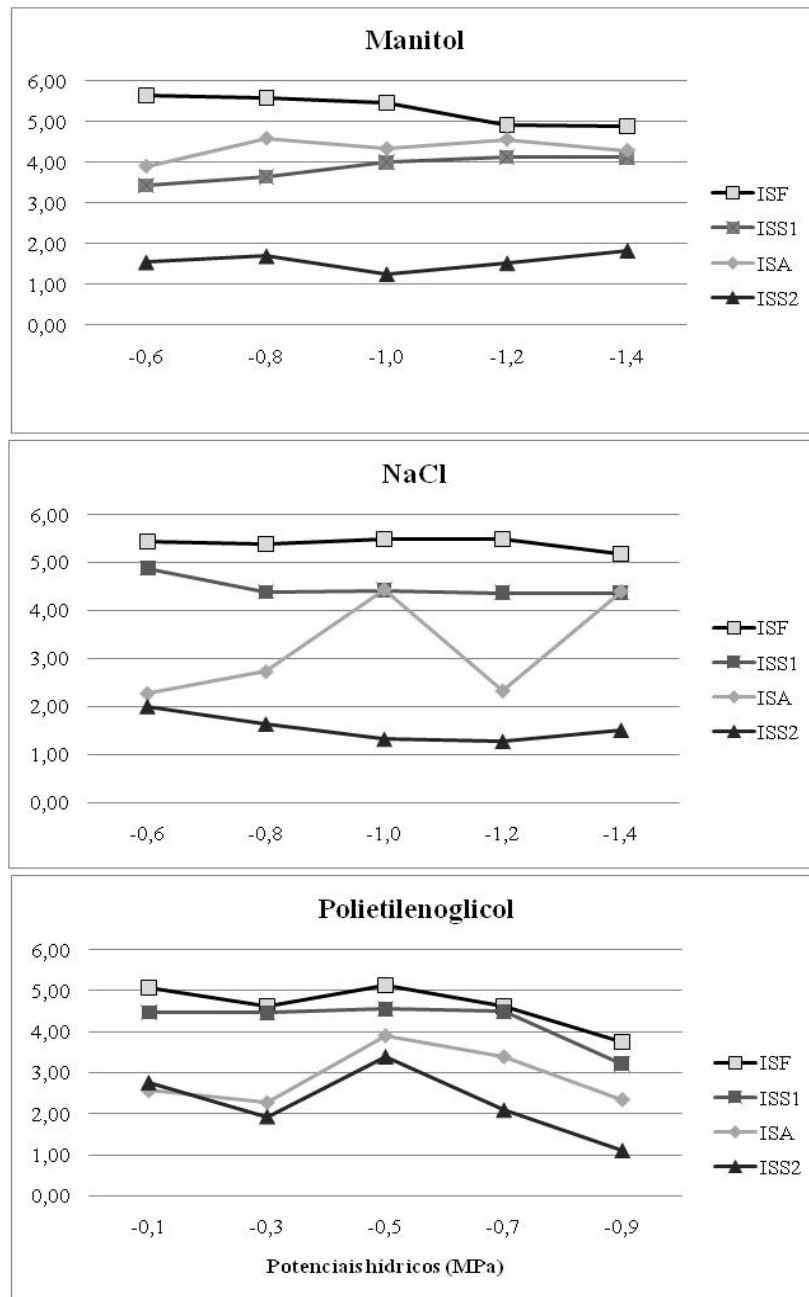 Manitol
6,00
5,00
4,00
3,00
2,00
1,00
0,00
-0,6 -0,8 -1,0 -1,2 -1,4
ISF
ISS1
ISA
ISS2
NaCl
6,00
5,00
4,00
3,00
2,00
1,00
0,00
-0,6 -0,8 -1,0 -1,2 -1,4
ISF
ISS1
ISA
ISS2
Polietilenoglicol
6,00
5,00
4,00
3,00
2,00
1,00
0,00
-0,1 -0,3 -0,5 -0,7 -0,9
Potenciais hídricos (MPa)
ISF
ISS1
ISA
ISS2